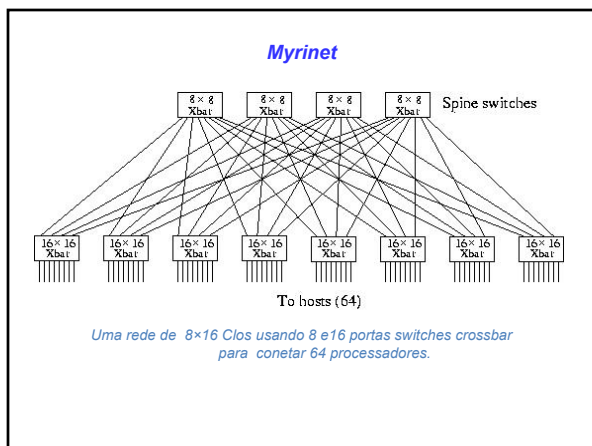 Myrinet
8 × 8 8 × 8 8 × 8 8 × 8
Xbar Xbar Xbar Xbar
Spine switches
16 × 16 16 × 16 16 × 16 16 × 16 16 × 16 16 × 16 16 × 16 16 × 16
Xbar Xbar Xbar Xbar Xbar Xbar Xbar Xbar
To hosts (64)
Uma rede de 8×16 Clos usando 8 e16 portas switches crossbar
para conetar 64 processadores.